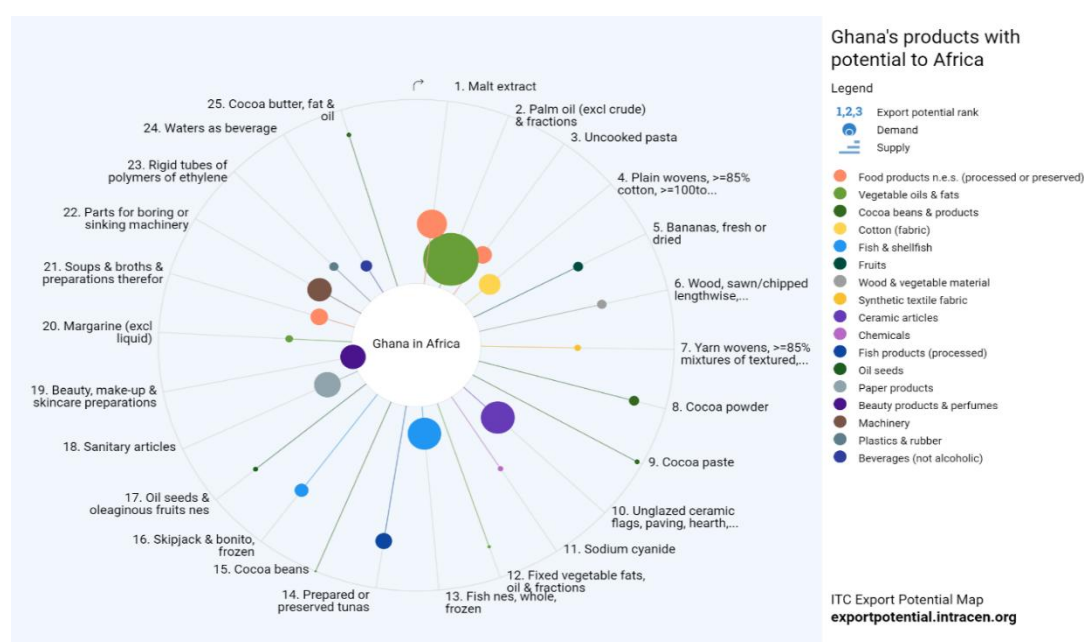 Ghana's products with
potential to Africa
Legend
1,2,3 Export potential rank
Demand
Supply
Food products n.e.s. (processed or preserved)
Vegetable oils & fats
Cocoa beans & products
Cotton (fabric)
Fish & shellfish
Fruits
Wood & vegetable material
Synthetic textile fabric
Ceramic articles
Chemicals
Fish products (processed)
Oil seeds
Paper products
Beauty products & perfumes
Machinery
Plastics & rubber
Beverages (not alcoholic)
ITC Export Potential Map
exportpotential.intracen.org
Ghana in Africa
1. Malt extract
2. Palm oil (excl crude)
& fractions
3. Uncooked pasta
4. Plain wovens, >=85%
cotton, >=100to...
5. Bananas, fresh or
dried
6. Wood, sawn/chipped
lengthwise,...
7. Yarn wovens, >=85%
mixtures of textured,...
8. Cocoa powder
9. Cocoa paste
10. Unglazed ceramic
flags, paving, hearth,...
11. Sodium cyanide
12. Fixed vegetable fats,
oil & fractions
13. Fish nes, whole,
frozen
14. Prepared or
preserved tunas
15. Cocoa beans
16. Skipjack & bonito,
frozen
17. Oil seeds &
oleaginous fruits nes
18. Sanitary articles
19. Beauty, make-up &
skincare preparations
20. Margarine (excl
liquid)
21. Soups & broths &
preparations therefor
22. Parts for boring or
sinking machinery
23. Rigid tubes of
polymers of ethylene
24. Waters as beverage
25. Cocoa butter, fat &
oil